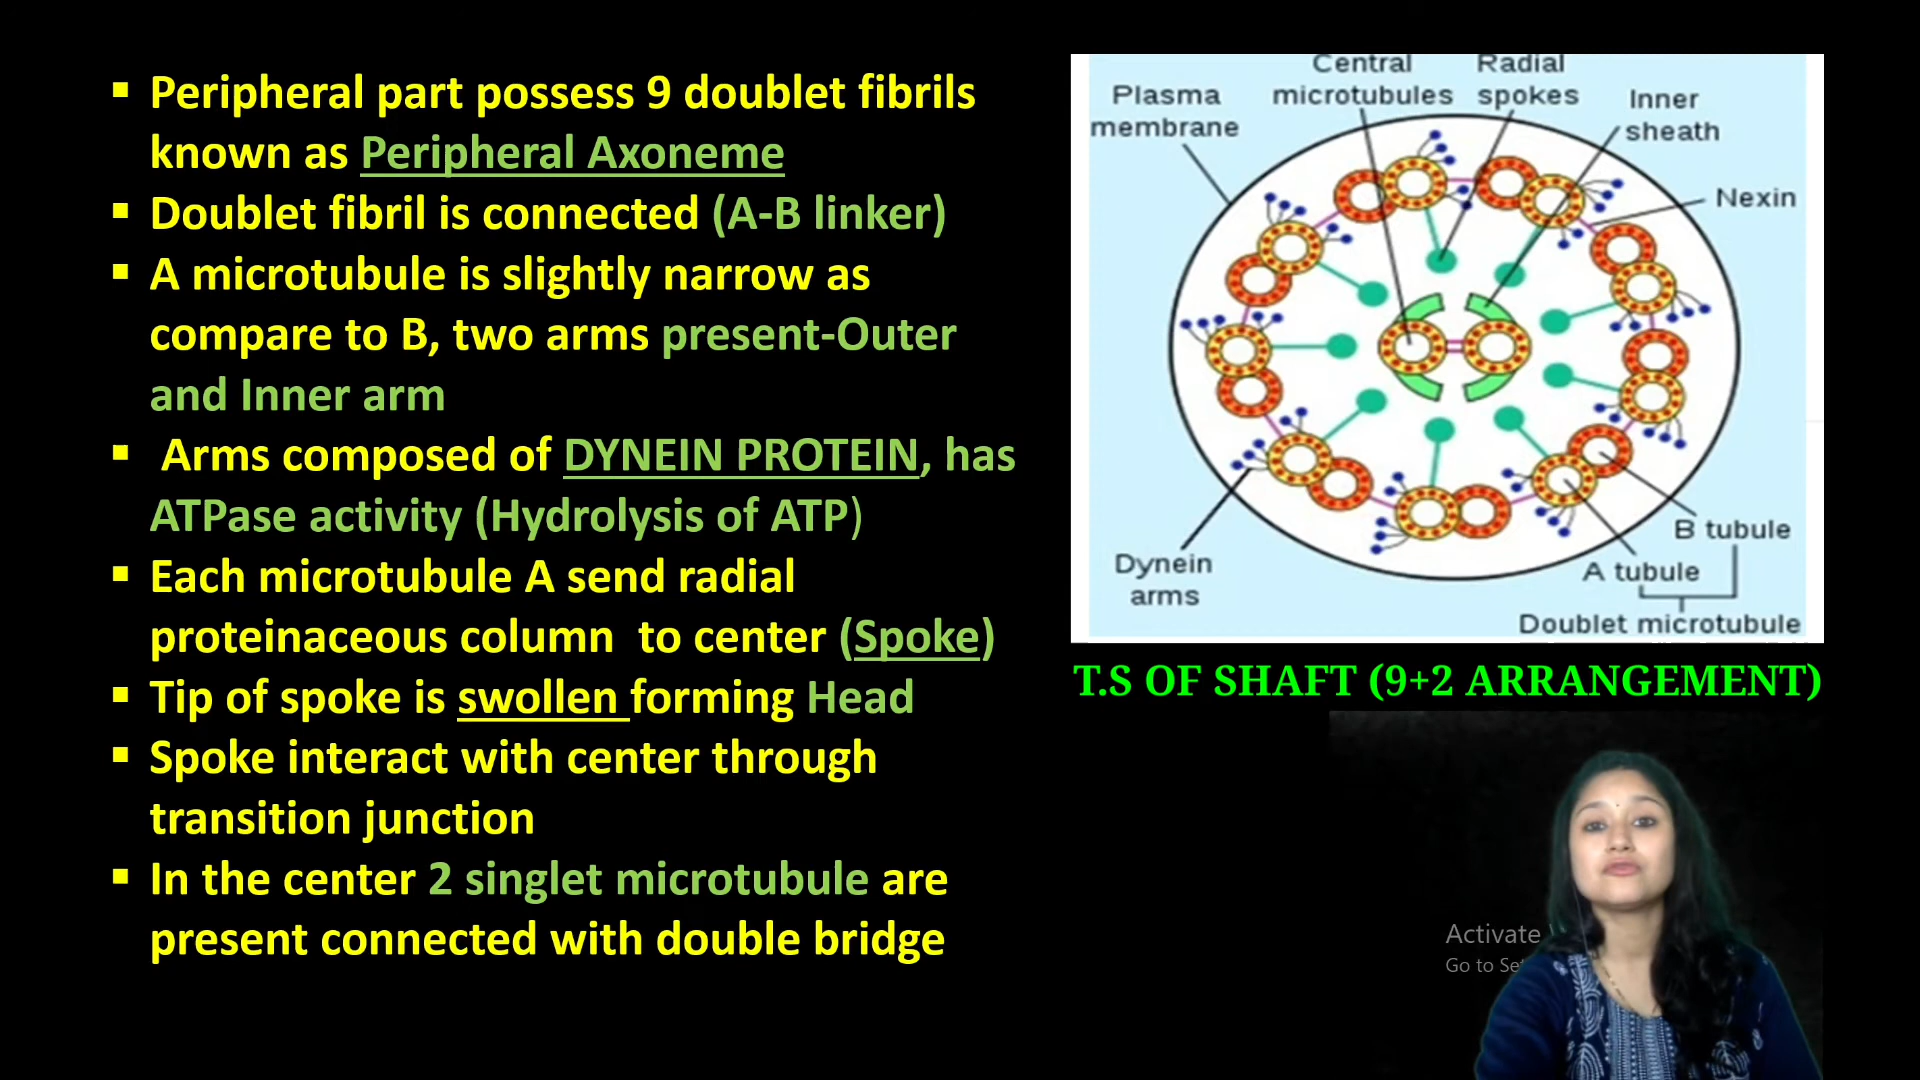 ▪ Peripheral part possess 9 doublet fibrils
known as Peripheral Axoneme
▪ Doublet fibril is connected (A-B linker)
▪ A microtubule is slightly narrow as
compare to B, two arms present-Outer
and Inner arm
▪ Arms composed of DYNEIN PROTEIN, has
ATPase activity (Hydrolysis of ATP)
▪ Each microtubule A send radial
proteinaceous column to center (Spoke)
▪ Tip of spoke is swollen forming Head
▪ Spoke interact with center through
transition junction
▪ In the center 2 singlet microtubule are
present connected with double bridge
Central
microtubules
Radial
spokes
Plasma
membrane
Inner
sheath
Nexin
B tubule
A tubule
Doublet microtubule
Dynein
arms
T.S OF SHAFT (9+2 ARRANGEMENT)
Activate
Go to